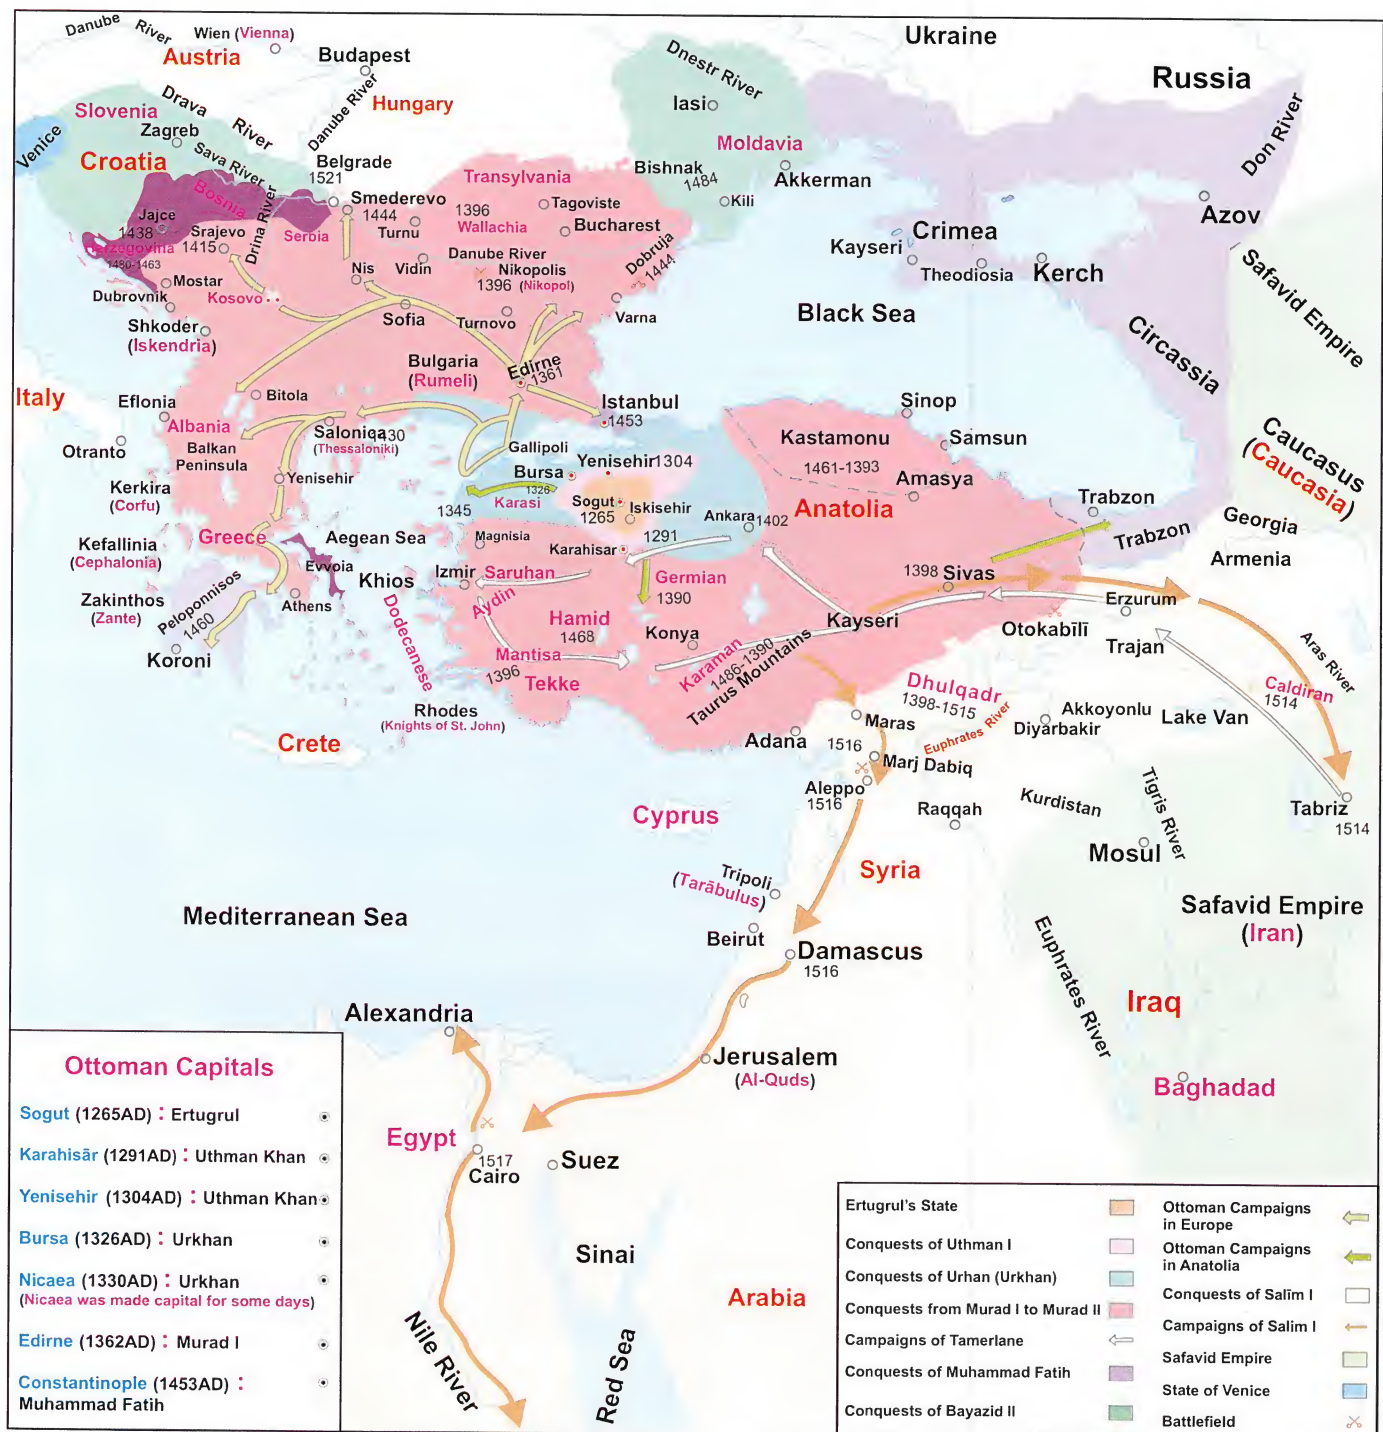 Danube River
Wien (Vienna)
Austria
Budapest
Hungary
Danube River
Ukraine
Russia
Dnestr River
Iasi
Moldavia
Don River
Slovenia
Drava River
Zagreb
Venice
Croatia
Sava River
Belgrade
1521
Bishnak
1484
Akkerman
Kili
Azov
Bosnia
Smederevo
1444
Transylvania
1396
Wallachia
Tagoviste
Bucharest
Turnu
Jajce
1438
Srajevo
1415
Drina River
Serbia
Herzegovina
1480-1463
Kayseri
Crimea
Theodiosia
Kerch
Safavid Empire
Mostar
Dubrovnik
Kosovo
Nis
Vidin
Danube River
Nikopolis
1396
(Nikopol)
Dobruja
1444
Varna
Black Sea
Circassia
Shkoder
(Iskendria)
Sofia
Turnovo
Bulgaria
(Rumeli)
Edirne
1361
Istanbul
1453
Italy
Eflonia
Bitola
Albania
Otranto
Balkan
Peninsula
Saloniqa
1430
(Thessaloniki)
Gallipoli
Sinop
Kastamonu
1461-1393
Samsun
Amasya
Caucasus
(Caucasia)
Kerkira
(Corfu)
Yenisehir
Bursa
1326
Yenisehir 1304
Karasi
1345
Sogut
1265
Iskisehir
1291
Ankara 1402
Anatolia
Trabzon
Trabzon
Georgia
Armenia
Kefallinia
(Cephalonia)
Greece
Aegean Sea
Magnisia
Karahisar
Evvoia
Khios
Izmir
Saruhan
Germian
1390
1398
Sivas
Erzurum
Zakinthos
(Zante)
Peloponnisos
1460
Athens
Koroni
Dodecanese
Aydin
Hamid
1468
Konya
Kayseri
Otokabīlī
Trajan
Aras River
Mantisa
1396
Tekke
Karaman
1486-1390
Taurus Mountains
Dhulqadr
1398-1515
Caldiran
1514
Rhodes
(Knights of St. John)
Crete
Adana
Maras
1516
Euphrates River
Akkoyonlu
Diyarbakir
Lake Van
Marj Dabiq
Aleppo
1516
Raqqah
Kurdistan
Tigris River
Tabriz
1514
Cyprus
Mosul
Syria
Tripoli
(Tarābulus)
Mediterranean Sea
Beirut
Damascus
1516
Safavid Empire
(Iran)
Euphrates River
Iraq
Alexandria
Jerusalem
(Al-Quds)
Baghadad
Egypt
1517
Cairo
Suez
Sinai
Arabia
Nile River
Red Sea
Ottoman Capitals
Sogut (1265AD) : Ertugrul
Karahisār (1291AD) : Uthman Khan
Yenisehir (1304AD) : Uthman Khan
Bursa (1326AD) : Urkhan
Nicaea (1330AD) : Urkhan
(Nicaea was made capital for some days)
Edirne (1362AD) : Murad I
Constantinople (1453AD) :
Muhammad Fatih
Ertugrul's State
Conquests of Uthman I
Conquests of Urhan (Urkhan)
Conquests from Murad I to Murad II
Campaigns of Tamerlane
Conquests of Muhammad Fatih
Conquests of Bayazid II
Ottoman Campaigns
in Europe
Ottoman Campaigns
in Anatolia
Conquests of Salīm I
Campaigns of Salim I
Safavid Empire
State of Venice
Battlefield